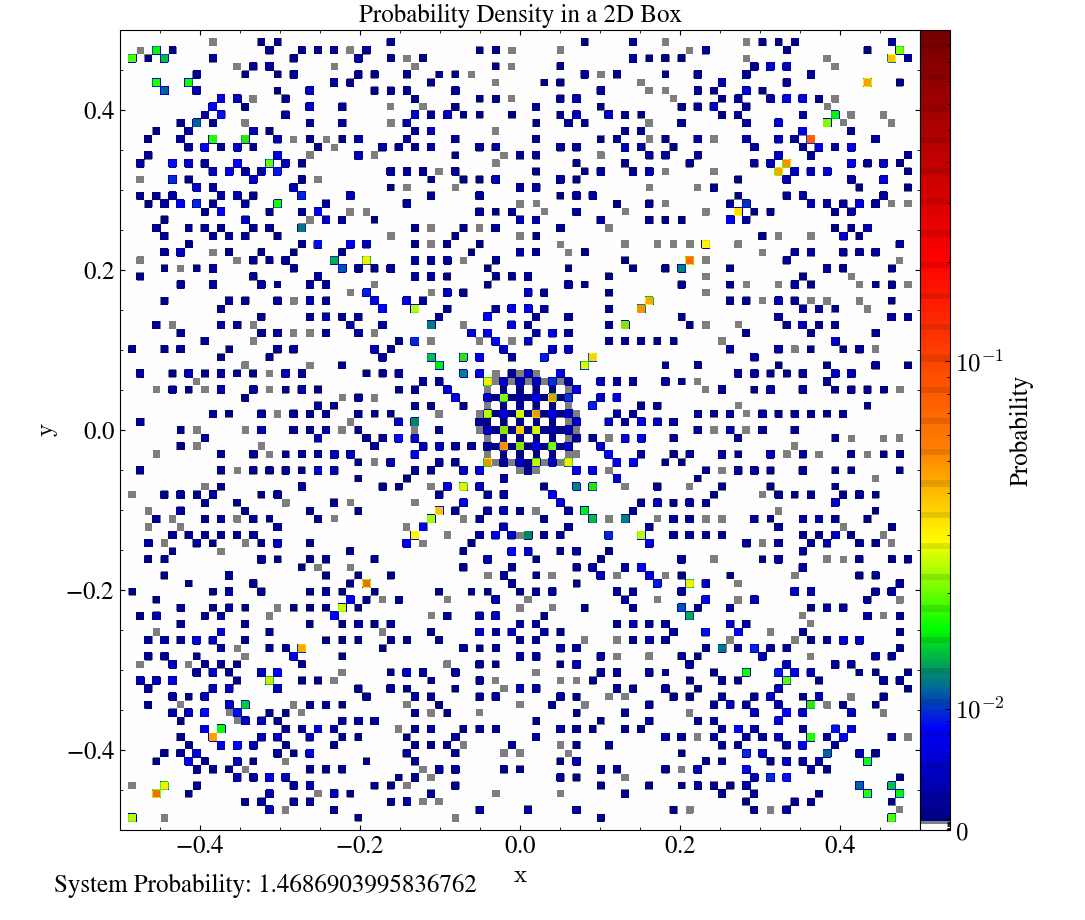 Probability Density in a 2D Box
0.4
0.2
0.0
−0.2
−0.4
y
−0.4 −0.2 0.0 0.2 0.4
x
10⁻¹
10⁻²
0
Probability
System Probability: 1.4686903995836762